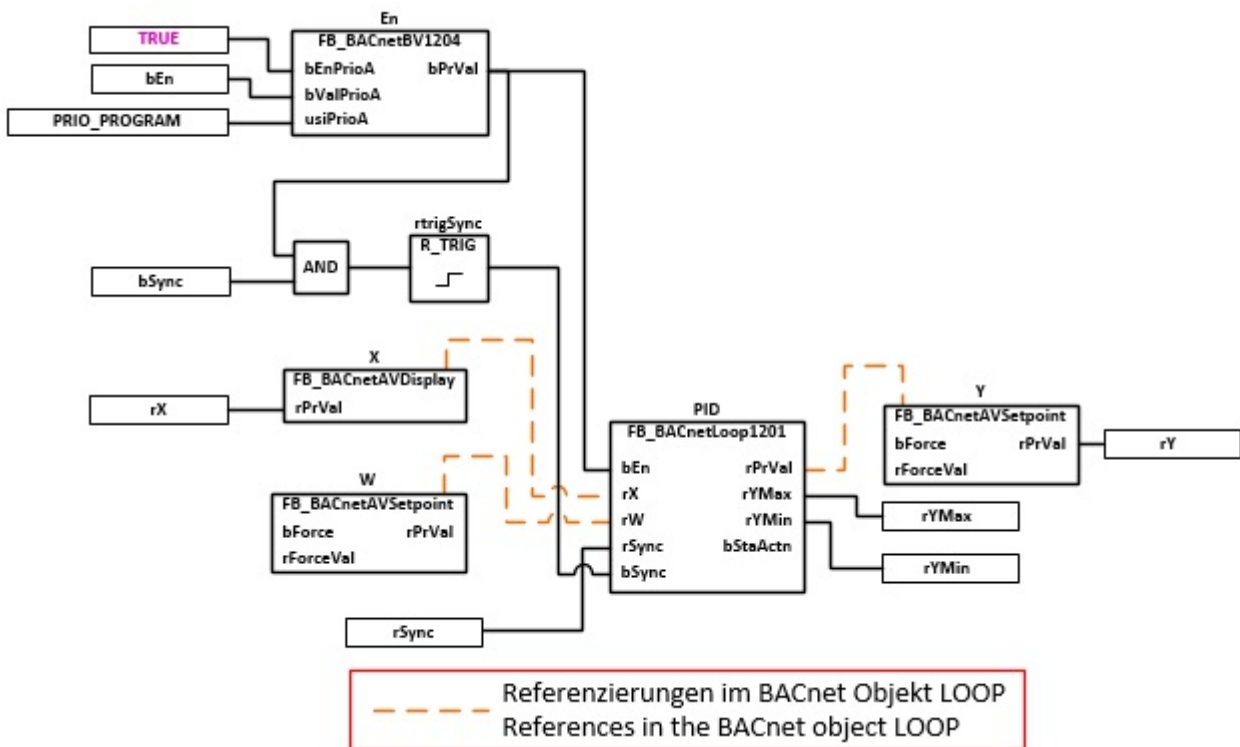 En
TRUE
FB_BACnetBV1204
bEnPrioA bPrVal
bEn
bValPrioA
PRIO_PROGRAM
usiPrioA
rtrigSync
R_TRIG
AND
bSync
X
FB_BACnetAVDisplay
rX
rPrVal
W
FB_BACnetAVSetpoint
bForce rPrVal
rForceVal
PID
FB_BACnetLoop1201
bEn rPrVal
rX rYMax
rW rYMin
rSync bStaActn
bSync
Y
FB_BACnetAVSetpoint
bForce rPrVal
rForceVal
rY
rYMax
rYMin
rSync
Referenzierungen im BACnet Objekt LOOP
References in the BACnet object LOOP